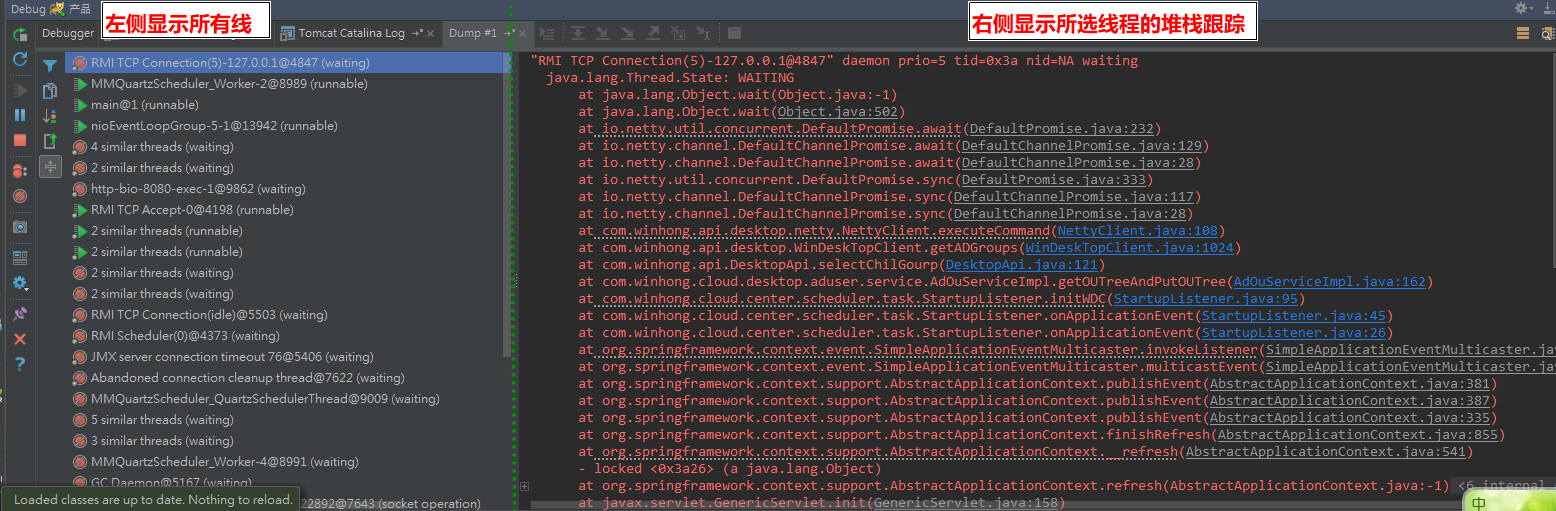 Debug 产品
左侧显示所有线
右侧显示所选线程的堆栈跟踪
Debugger
Tomcat Catalina Log
Dump #1
RMI TCP Connection(5)-127.0.0.1@4847 (waiting)
MMQuartzScheduler_Worker-2@8989 (runnable)
main@1 (runnable)
nioEventLoopGroup-5-1@13942 (runnable)
4 similar threads (waiting)
2 similar threads (waiting)
http-bio-8080-exec-1@9862 (waiting)
RMI TCP Accept-0@4198 (runnable)
2 similar threads (runnable)
2 similar threads (runnable)
2 similar threads (waiting)
2 similar threads (waiting)
RMI TCP Connection(idle)@5503 (waiting)
RMI Scheduler(0)@4373 (waiting)
JMX server connection timeout 76@5406 (waiting)
Abandoned connection cleanup thread@7622 (waiting)
MMQuartzScheduler_QuartzSchedulerThread@9009 (waiting)
5 similar threads (waiting)
3 similar threads (waiting)
MMQuartzScheduler_Worker-4@8991 (waiting)
GC Daemon@5167 (waiting)
22892@7643 (socket operation)
Loaded classes are up to date. Nothing to reload.
"RMI TCP Connection(5)-127.0.0.1@4847" daemon prio=5 tid=0x3a nid=NA waiting
java.lang.Thread.State: WAITING
at java.lang.Object.wait(Object.java:-1)
at java.lang.Object.wait(Object.java:502)
at io.netty.util.concurrent.DefaultPromise.await(DefaultPromise.java:232)
at io.netty.channel.DefaultChannelPromise.await(DefaultChannelPromise.java:129)
at io.netty.channel.DefaultChannelPromise.await(DefaultChannelPromise.java:28)
at io.netty.util.concurrent.DefaultPromise.sync(DefaultPromise.java:333)
at io.netty.channel.DefaultChannelPromise.sync(DefaultChannelPromise.java:117)
at io.netty.channel.DefaultChannelPromise.sync(DefaultChannelPromise.java:28)
at com.winhong.api.desktop.netty.NettyClient.executeCommand(NettyClient.java:108)
at com.winhong.api.desktop.WinDeskTopClient.getADGroups(WinDeskTopClient.java:1024)
at com.winhong.api.DesktopApi.selectChilGourp(DesktopApi.java:121)
at com.winhong.cloud.desktop.aduser.service.AdOuServiceImpl.getOUTreeAndPutOUTree(AdOuServiceImpl.java:162)
at com.winhong.cloud.center.scheduler.task.StartupListener.initWDC(StartupListener.java:95)
at com.winhong.cloud.center.scheduler.task.StartupListener.onApplicationEvent(StartupListener.java:45)
at com.winhong.cloud.center.scheduler.task.StartupListener.onApplicationEvent(StartupListener.java:26)
at org.springframework.context.event.SimpleApplicationEventMulticaster.invokeListener(SimpleApplicationEventMulticaster.java
at org.springframework.context.event.SimpleApplicationEventMulticaster.multicastEvent(SimpleApplicationEventMulticaster.java
at org.springframework.context.support.AbstractApplicationContext.publishEvent(AbstractApplicationContext.java:381)
at org.springframework.context.support.AbstractApplicationContext.publishEvent(AbstractApplicationContext.java:387)
at org.springframework.context.support.AbstractApplicationContext.publishEvent(AbstractApplicationContext.java:335)
at org.springframework.context.support.AbstractApplicationContext.finishRefresh(AbstractApplicationContext.java:855)
at org.springframework.context.support.AbstractApplicationContext.__refresh(AbstractApplicationContext.java:541)
- locked <0x3a26> (a java.lang.Object)
at org.springframework.context.support.AbstractApplicationContext.refresh(AbstractApplicationContext.java:-1) <6 internal
at javax.servlet.GenericServlet.init(GenericServlet.java:158)
中